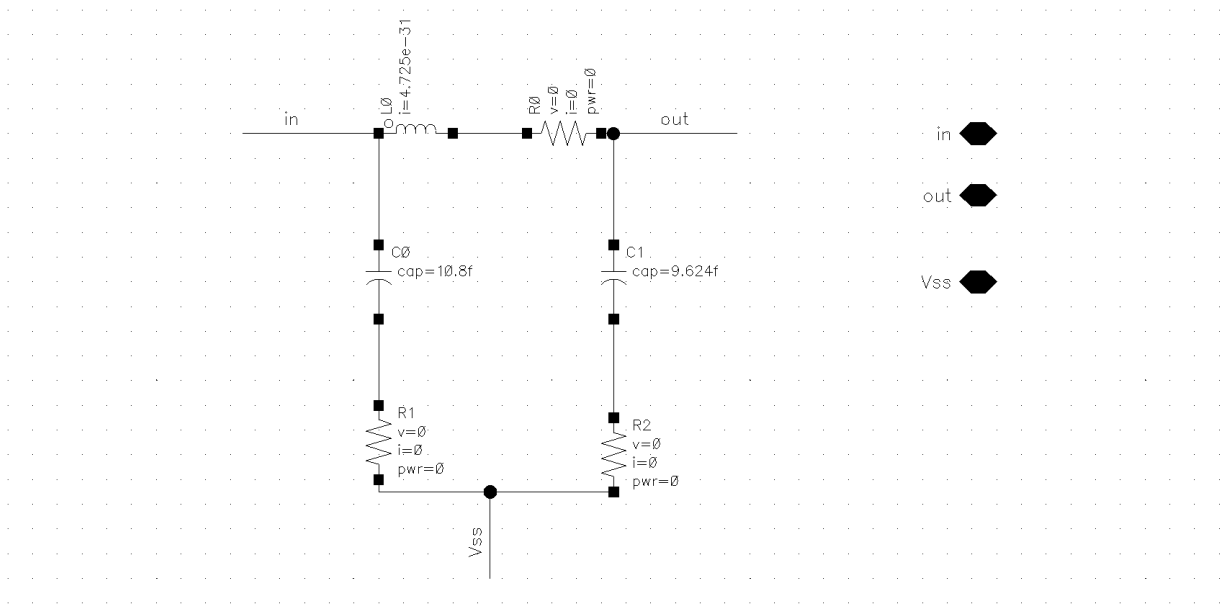 in
L0
i=4.725e-31
R0
v=0
i=0
pwr=0
out
C0
cap=10.8f
C1
cap=9.624f
R1
v=0
i=0
pwr=0
R2
v=0
i=0
pwr=0
Vss
in
out
Vss